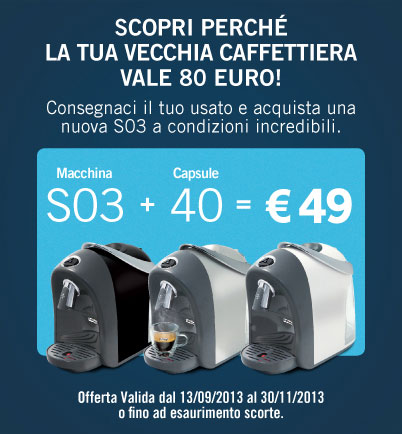 SCOPRI PERCHÉ
LA TUA VECCHIA CAFFETTIERA
VALE 80 EURO!
Consegnaci il tuo usato e acquista una
nuova S03 a condizioni incredibili.
Macchina Capsule
S03 + 40 = € 49
Offerta Valida dal 13/09/2013 al 30/11/2013
o fino ad esaurimento scorte.